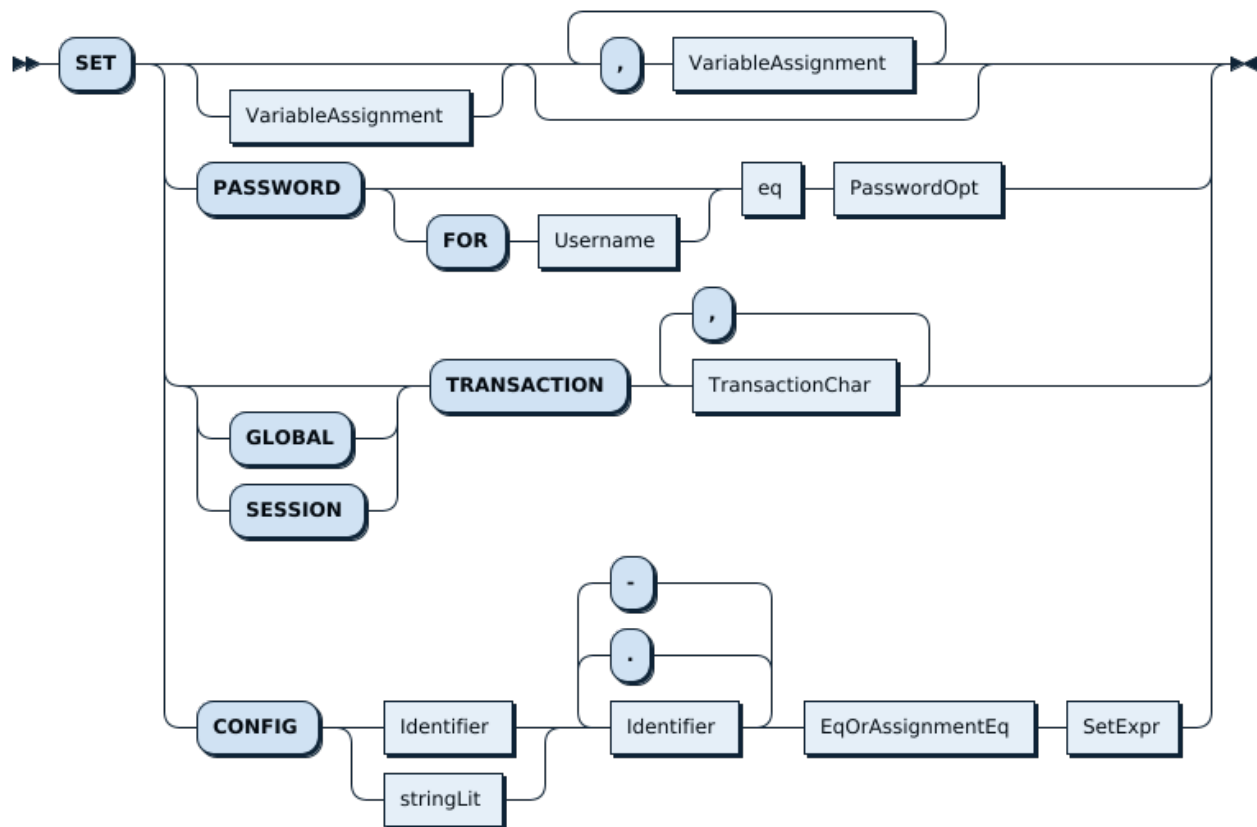 SET , VariableAssignment
VariableAssignment
PASSWORD eq PasswordOpt
FOR Username
,
TRANSACTION TransactionChar
GLOBAL
SESSION
-
.
CONFIG Identifier Identifier EqOrAssignmentEq SetExpr
stringLit